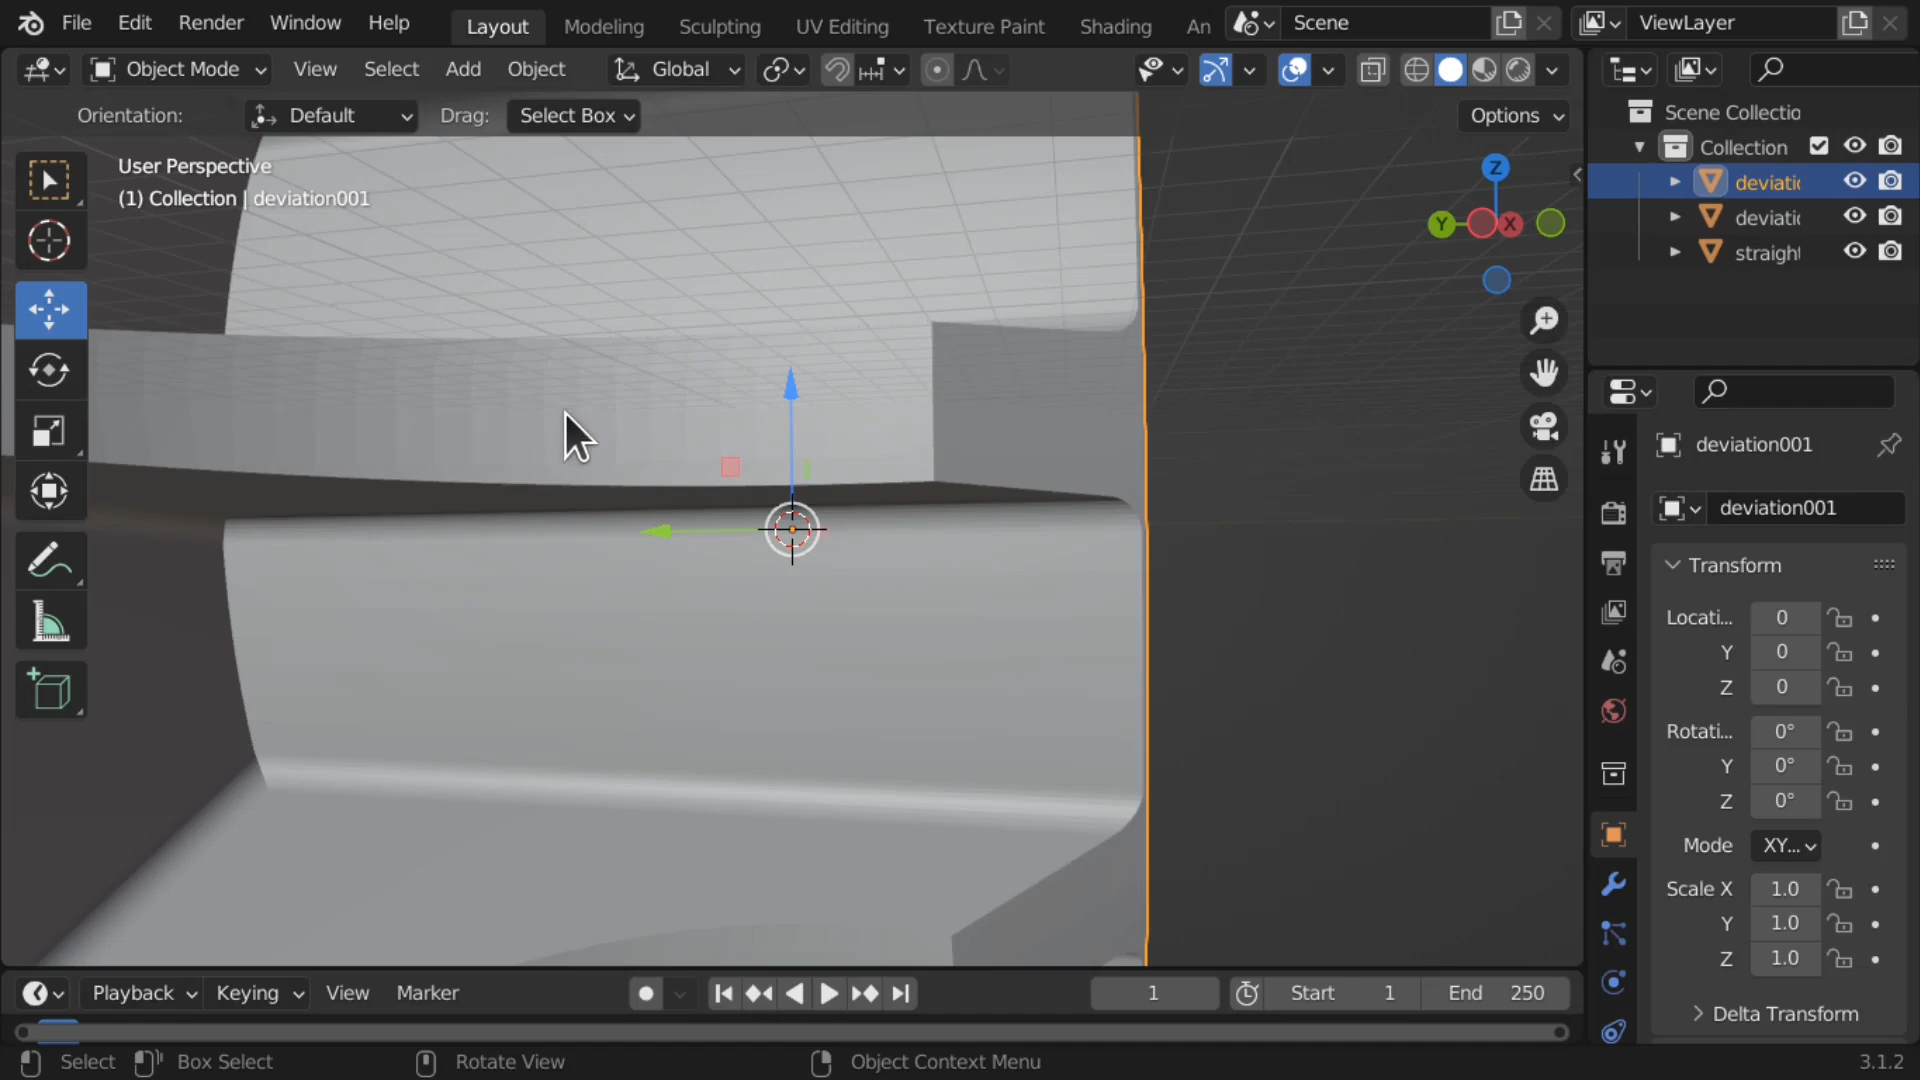 File Edit Render Window Help Layout Modeling Sculpting UV Editing Texture Paint Shading An Scene ViewLayer
Object Mode View Select Add Object Global
Orientation: Default Drag: Select Box Options
User Perspective
(1) Collection | deviation001
Z
Y X
Scene Collectio
Collection
deviatic
deviatic
straight
deviation001
deviation001
Transform
Locati... 0
Y 0
Z 0
Rotati... 0°
Y 0°
Z 0°
Mode XY...
Scale X 1.0
Y 1.0
Z 1.0
Delta Transform
Playback Keying View Marker 1 Start 1 End 250
Select Box Select Rotate View Object Context Menu 3.1.2